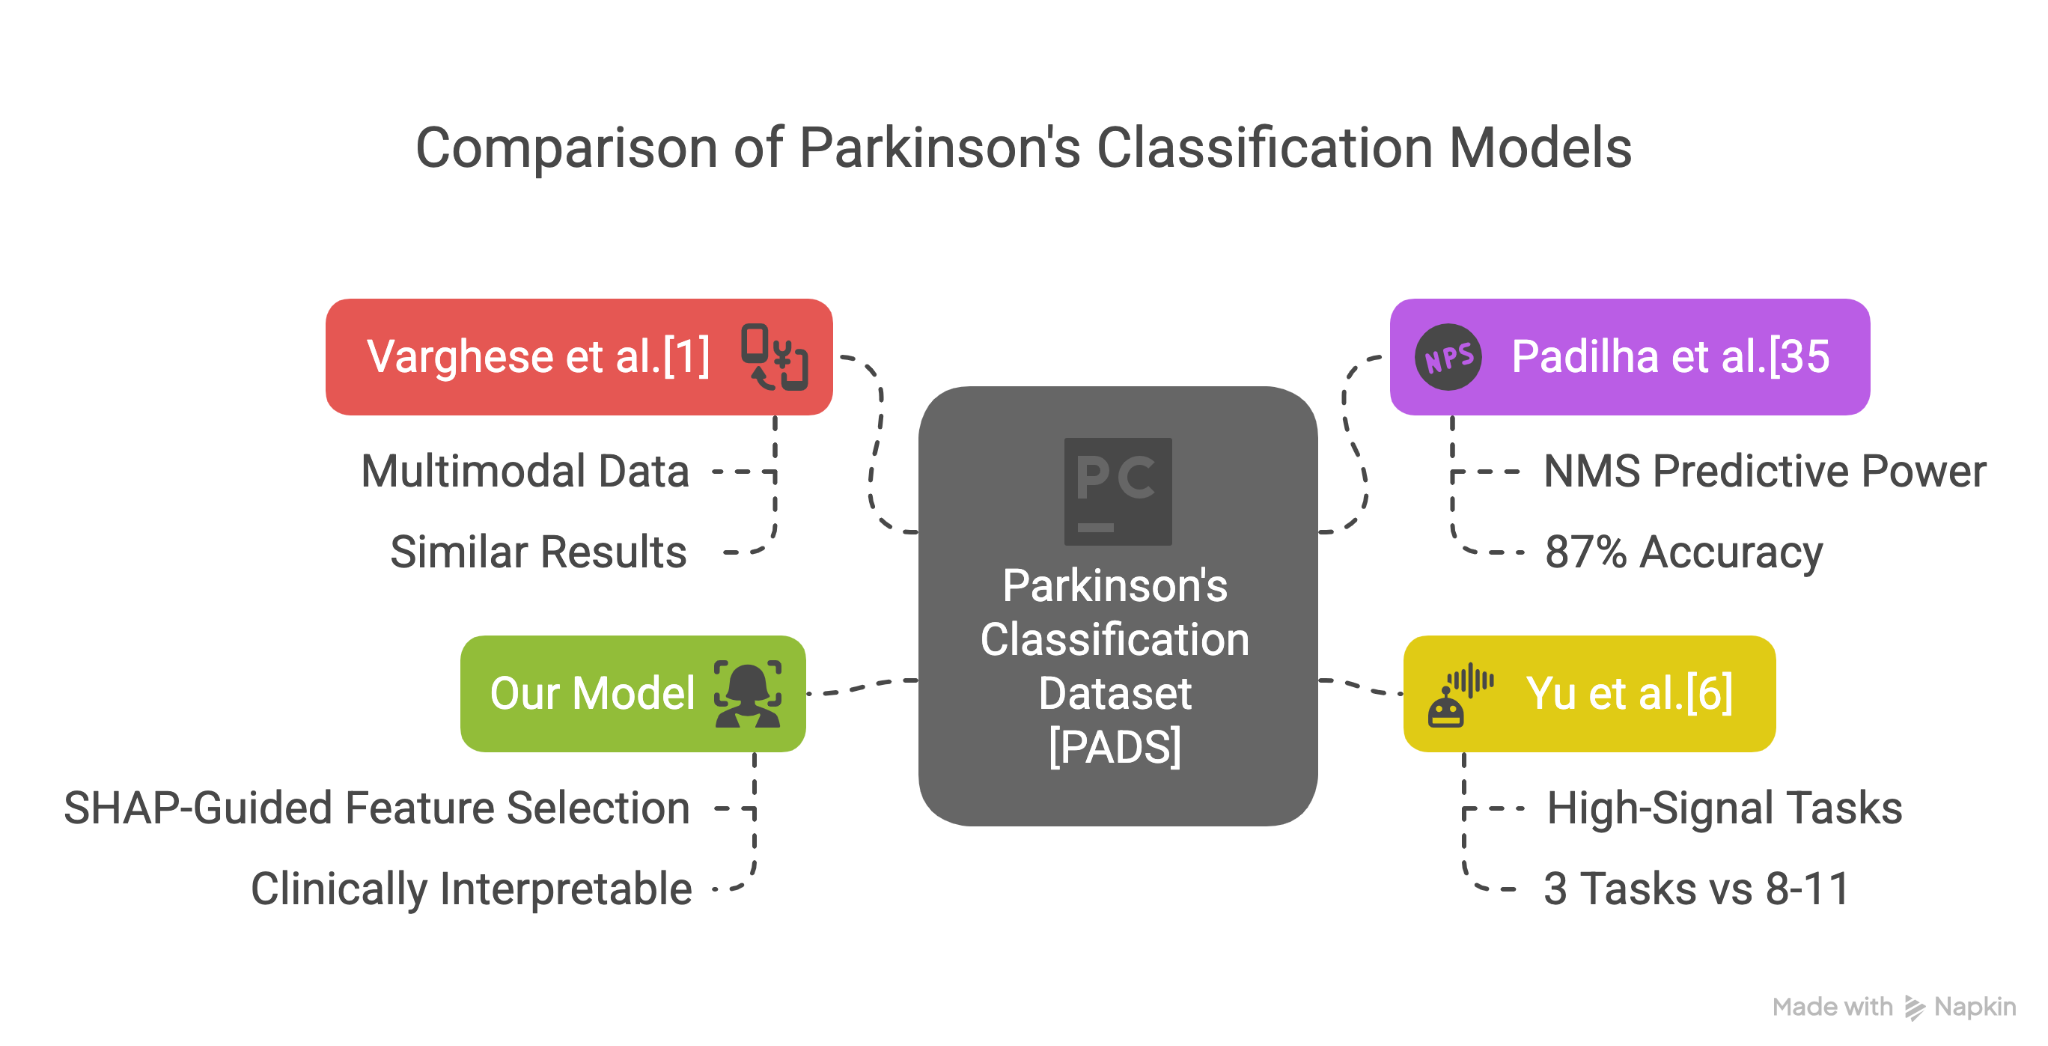 Comparison of Parkinson's Classification Models
Varghese et al.[1]
Multimodal Data
Similar Results
Our Model
SHAP-Guided Feature Selection
Clinically Interpretable
PC
Parkinson's
Classification
Dataset
[PADS]
NPS
Padilha et al.[35
NMS Predictive Power
87% Accuracy
Yu et al.[6]
High-Signal Tasks
3 Tasks vs 8-11
Made with Napkin